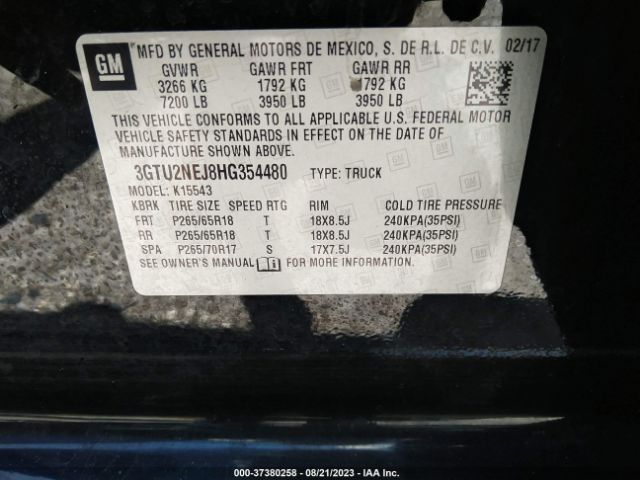 GM MFD BY GENERAL MOTORS DE MEXICO, S. DE R.L. DE C.V. 02/17
GVWR GAWR FRT GAWR RR
3266 KG 1792 KG 792 KG
7200 LB 3950 LB 3950 LB
THIS VEHICLE CONFORMS TO ALL APPLICABLE U.S. FEDERAL MOTOR
VEHICLE SAFETY STANDARDS IN EFFECT ON THE DATE OF
MANUFACTURE SHOWN ABOVE.
3GTU2NEJ8HG354480 TYPE: TRUCK
MODEL: K15543
KBRK TIRE SIZE SPEED RTG RIM COLD TIRE PRESSURE
FRT P265/65R18 T 18X8.5J 240KPA(35PSI)
RR P265/65R18 T 18X8.5J 240KPA(35PSI)
SPA P265/70R17 S 17X7.5J 240KPA(35PSI)
SEE OWNER'S MANUAL FOR MORE INFORMATION.
000-37380258 - 08/21/2023 - IAA Inc.